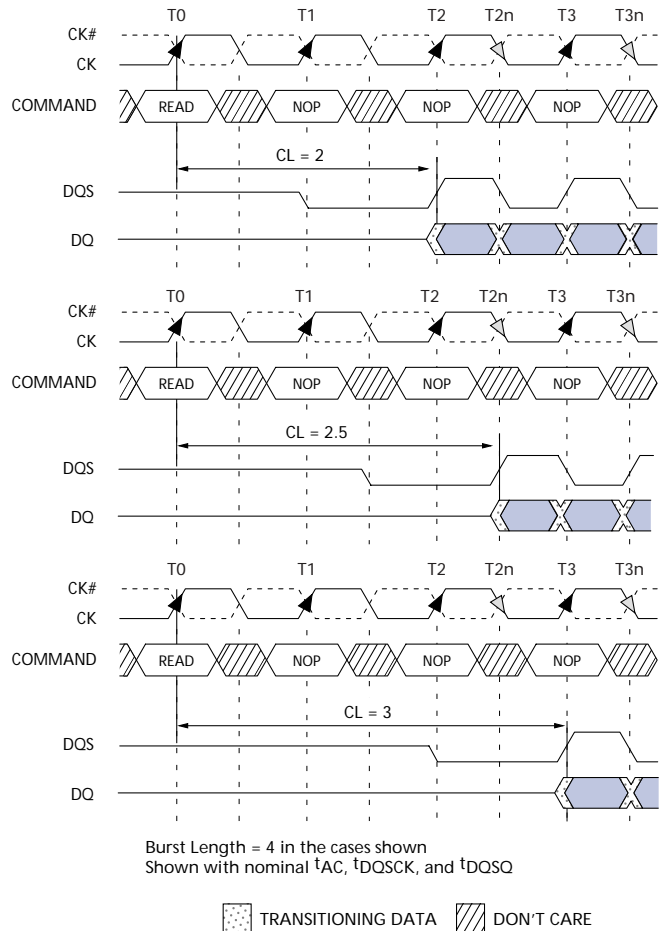 T0 T1 T2 T2n T3 T3n
CK#
CK
COMMAND READ NOP NOP NOP
CL = 2
DQS
DQ
T0 T1 T2 T2n T3 T3n
CK#
CK
COMMAND READ NOP NOP NOP
CL = 2.5
DQS
DQ
T0 T1 T2 T2n T3 T3n
CK#
CK
COMMAND READ NOP NOP NOP
CL = 3
DQS
DQ
Burst Length = 4 in the cases shown
Shown with nominal tAC, tDQSCK, and tDQSQ
TRANSITIONING DATA DON'T CARE